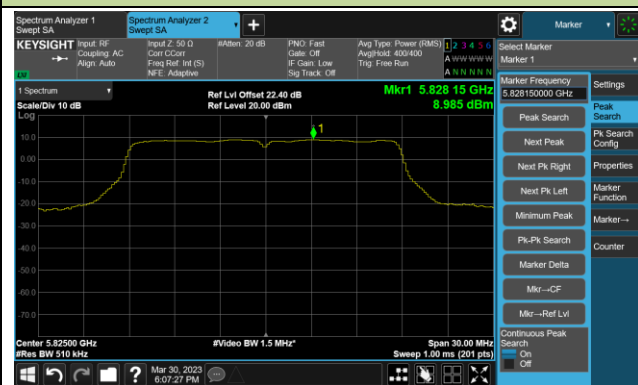 Spectrum Analyzer 1
Swept SA
Spectrum Analyzer 2
Swept SA
+
Marker
KEYSIGHT
Input: RF
Coupling: AC
Align: Auto
Input Z: 50 Ω
Corr CCorr
Freq Ref: Int (S)
NFE: Adaptive
#Atten: 20 dB
PNO: Fast
Gate: Off
IF Gain: Low
Sig Track: Off
Avg Type: Power (RMS)
Avg|Hold: 400/400
Trig: Free Run
1 2 3 4 5 6
A W W W W W
A N N N N N
Select Marker
Marker 1
LXI
1 Spectrum
Scale/Div 10 dB
Log
Ref Lvl Offset 22.40 dB
Ref Level 20.00 dBm
Mkr1 5.828 15 GHz
8.985 dBm
1
10.0
0.00
-10.0
-20.0
-30.0
-40.0
-50.0
-60.0
-70.0
Center 5.82500 GHz
#Res BW 510 kHz
#Video BW 1.5 MHz*
Span 30.00 MHz
Sweep 1.00 ms (201 pts)
Marker Frequency
5.828150000 GHz
Peak Search
Next Peak
Next Pk Right
Next Pk Left
Minimum Peak
Pk-Pk Search
Marker Delta
Mkr→CF
Mkr→Ref Lvl
Continuous Peak
Search
On
Off
Settings
Peak
Search
Pk Search
Config
Properties
Marker
Function
Marker→
Counter
?
Mar 30, 2023
6:07:27 PM